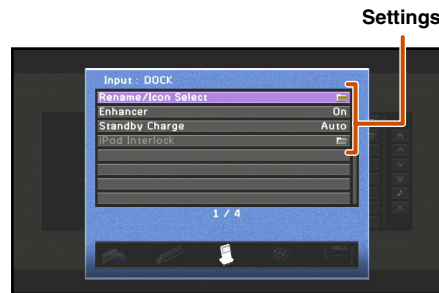 Settings
Input : DOCK
Rename/Icon Select
Enhancer On
Standby Charge Auto
iPod Interlock
1 / 4